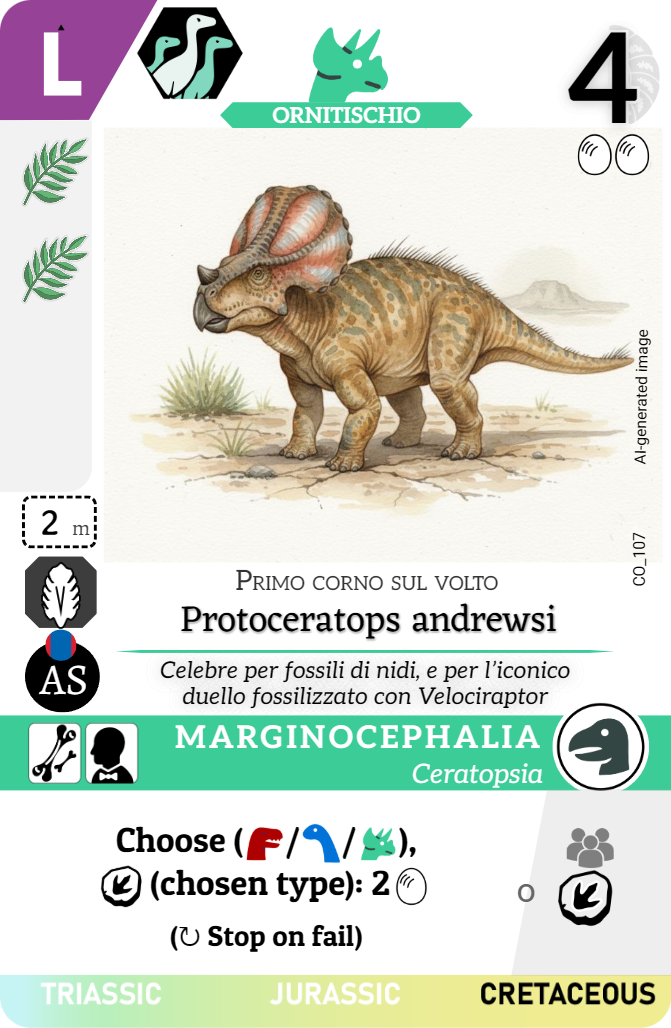 L
4
ORNITISCHIO
AI-generated image
CO_107
2 m
AS
Primo corno sul volto
Protoceratops andrewsi
Celebre per fossili di nidi, e per l'iconico
duello fossilizzato con Velociraptor
MARGINOCEPHALIA
Ceratopsia
Choose ( / / ),
(chosen type): 2
(↻ Stop on fail)
o
TRIASSIC JURASSIC CRETACEOUS